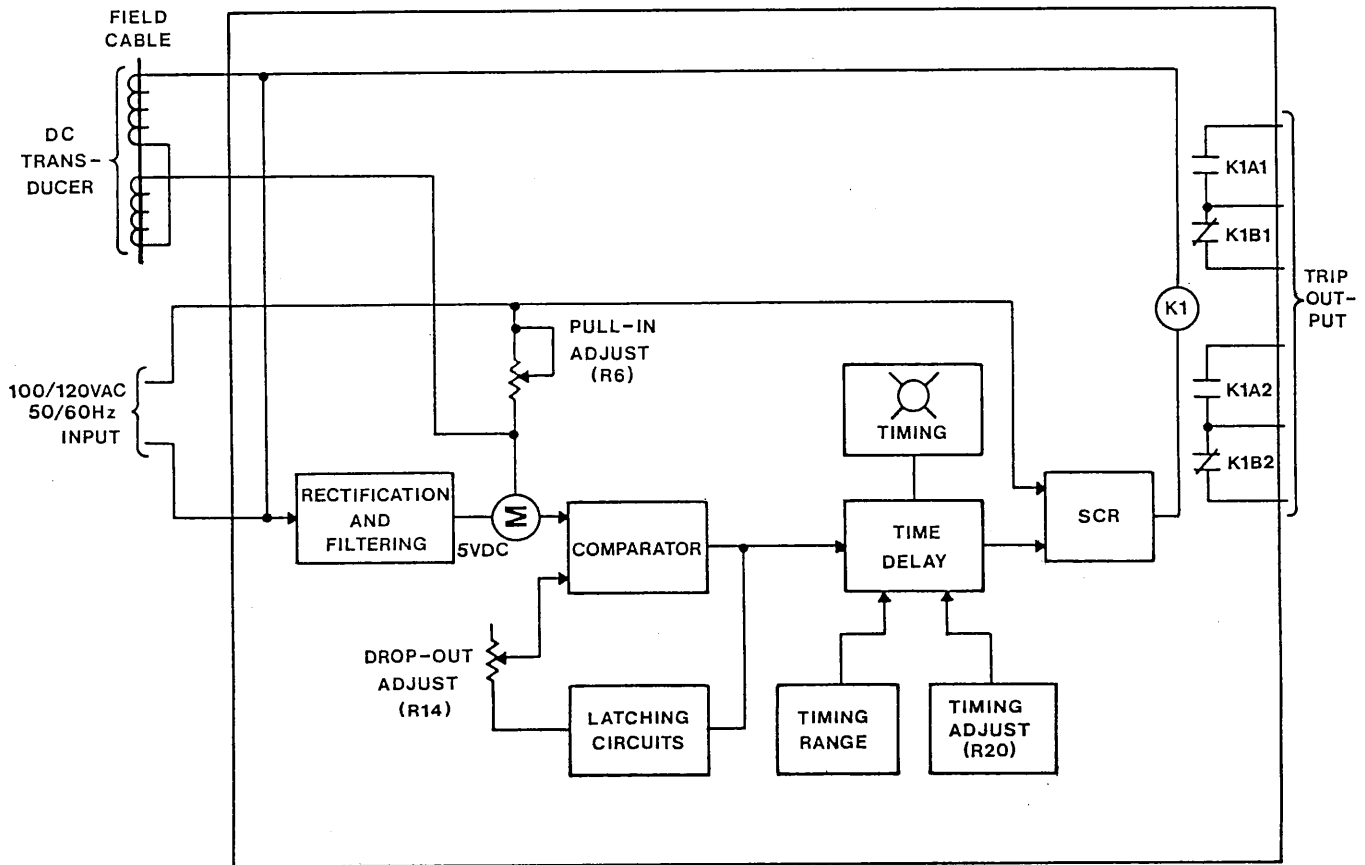 FIELD
CABLE
DC
TRANS-
DUCER
K1A1
K1B1
TRIP
OUT-
PUT
K1
PULL-IN
ADJUST
(R6)
100/120VAC
50/60Hz
INPUT
TIMING
K1A2
K1B2
RECTIFICATION
AND
FILTERING
5VDC
M
COMPARATOR
TIME
DELAY
SCR
DROP-OUT
ADJUST
(R14)
LATCHING
CIRCUITS
TIMING
RANGE
TIMING
ADJUST
(R20)